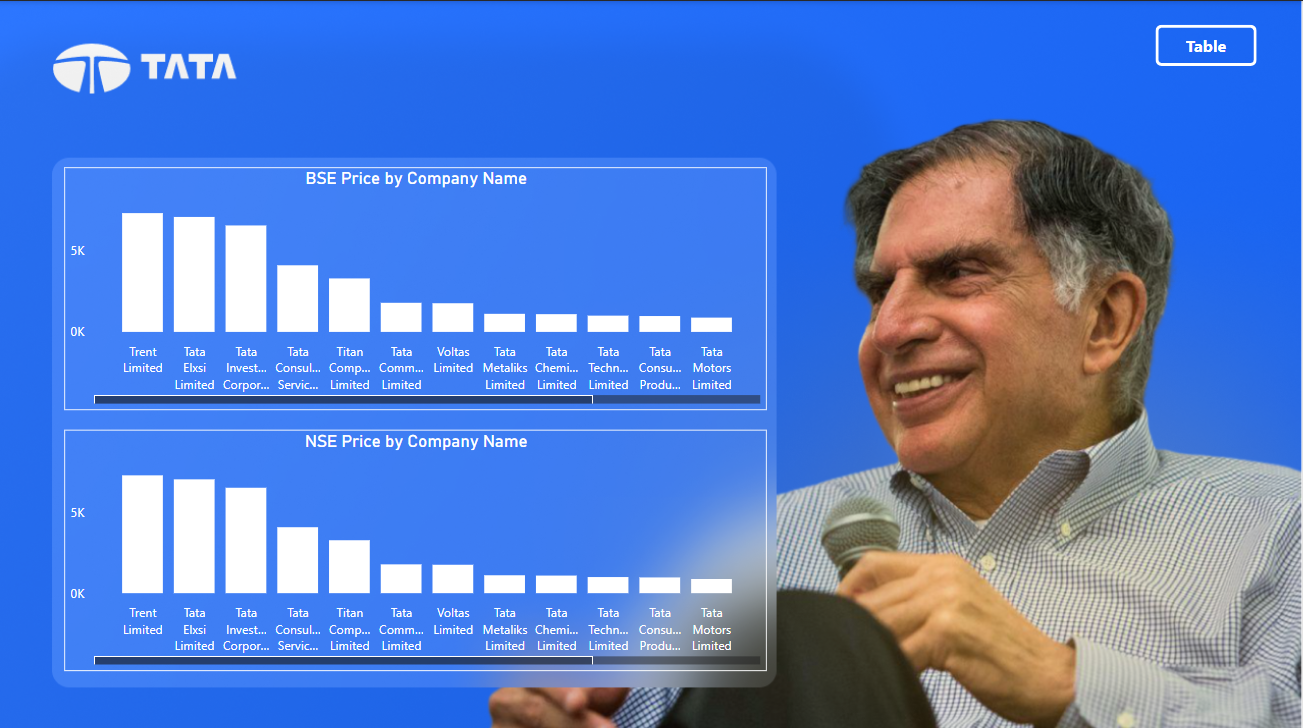 TATA
Table
BSE Price by Company Name
5K
0K
Trent Limited
Tata Elxsi Limited
Tata Invest... Corpor...
Tata Consul... Servic...
Titan Comp... Limited
Tata Comm... Limited
Voltas Limited
Tata Metaliks Limited
Tata Chemi... Limited
Tata Techn... Limited
Tata Consu... Produ...
Tata Motors Limited
NSE Price by Company Name
5K
0K
Trent Limited
Tata Elxsi Limited
Tata Invest... Corpor...
Tata Consul... Servic...
Titan Comp... Limited
Tata Comm... Limited
Voltas Limited
Tata Metaliks Limited
Tata Chemi... Limited
Tata Techn... Limited
Tata Consu... Produ...
Tata Motors Limited